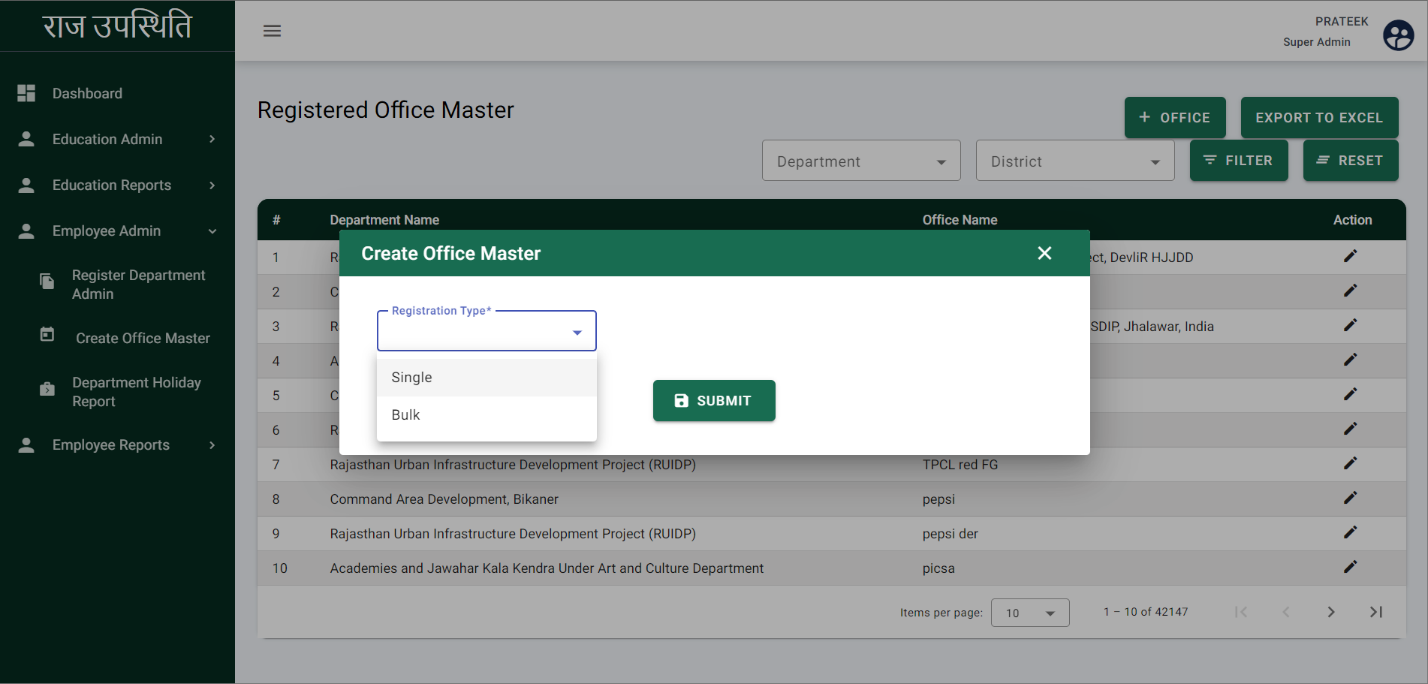 राज उपस्थिति
PRATEEK
Super Admin
Dashboard
Education Admin
Education Reports
Employee Admin
Register Department
Admin
Create Office Master
Department Holiday
Report
Employee Reports
Registered Office Master
+ OFFICE
EXPORT TO EXCEL
Department
District
FILTER
RESET
# Department Name Office Name Action
Create Office Master
Registration Type*
Single
Bulk
SUBMIT
1 ect, DevliR HJJDD
2
3 SDIP, Jhalawar, India
4
5
6
7 Rajasthan Urban Infrastructure Development Project (RUIDP) TPCL red FG
8 Command Area Development, Bikaner pepsi
9 Rajasthan Urban Infrastructure Development Project (RUIDP) pepsi der
10 Academies and Jawahar Kala Kendra Under Art and Culture Department picsa
Items per page: 10 1 – 10 of 42147